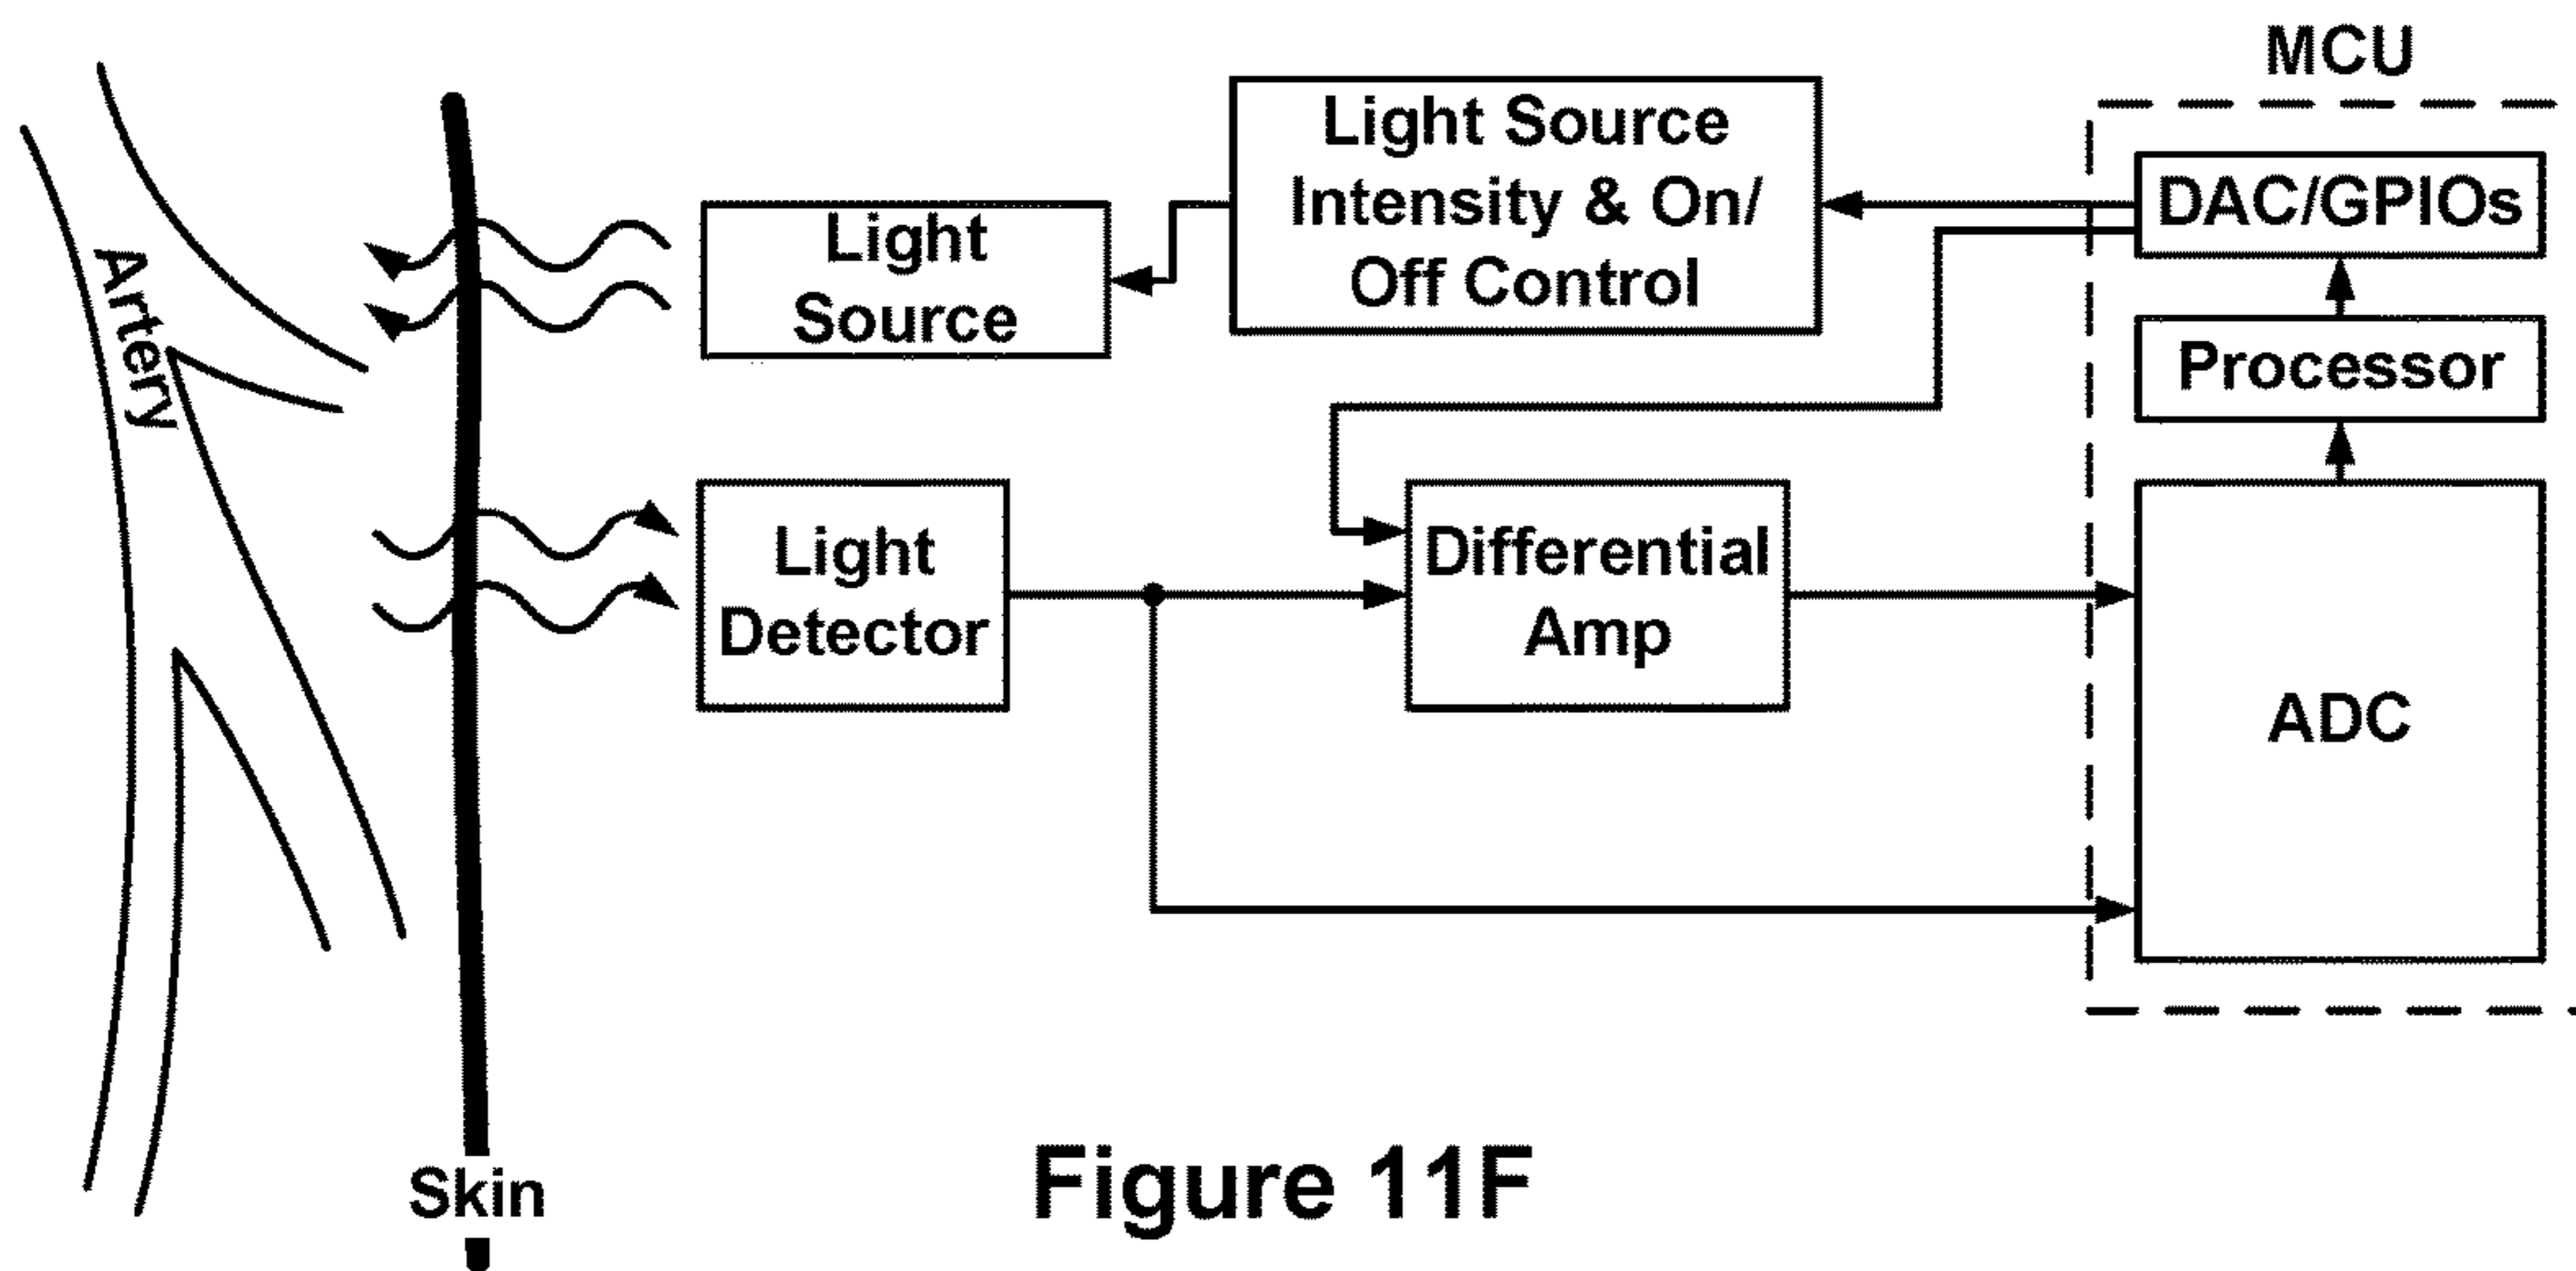 MCU
Light Source
Intensity & On/
Off Control
DAC/GPIOs
Light
Source
Artery
Processor
Light
Detector
Differential
Amp
ADC
Skin
Figure 11F